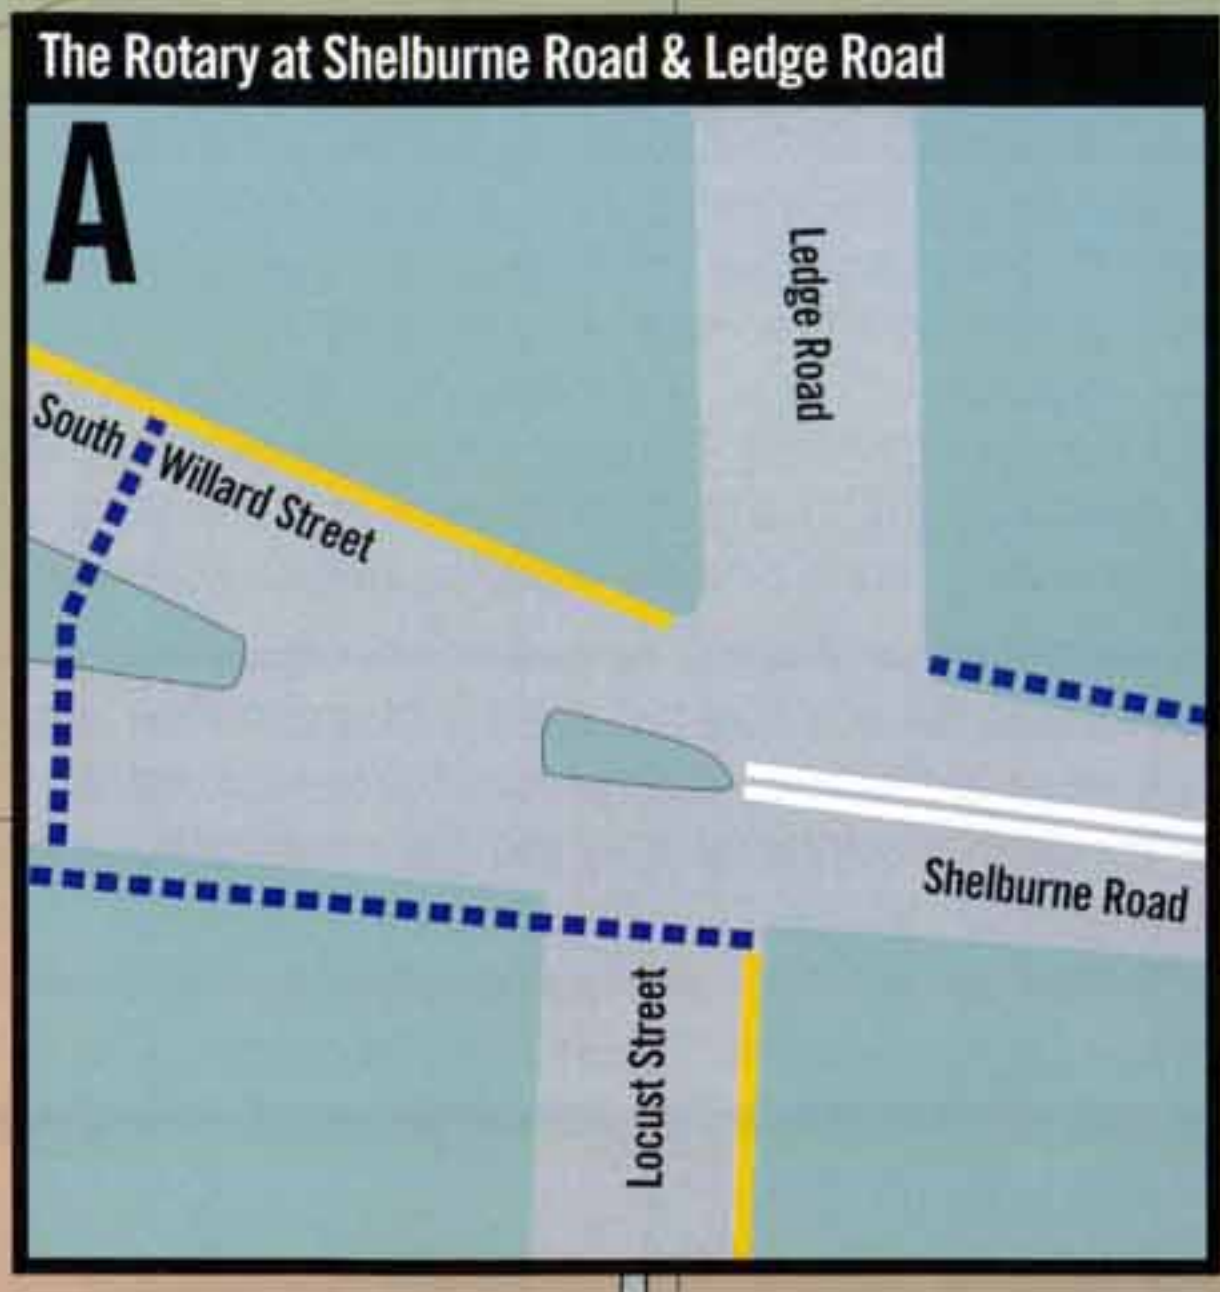 The Rotary at Shelburne Road & Ledge Road
A
Ledge Road
South Willard Street
Shelburne Road
Locust Street